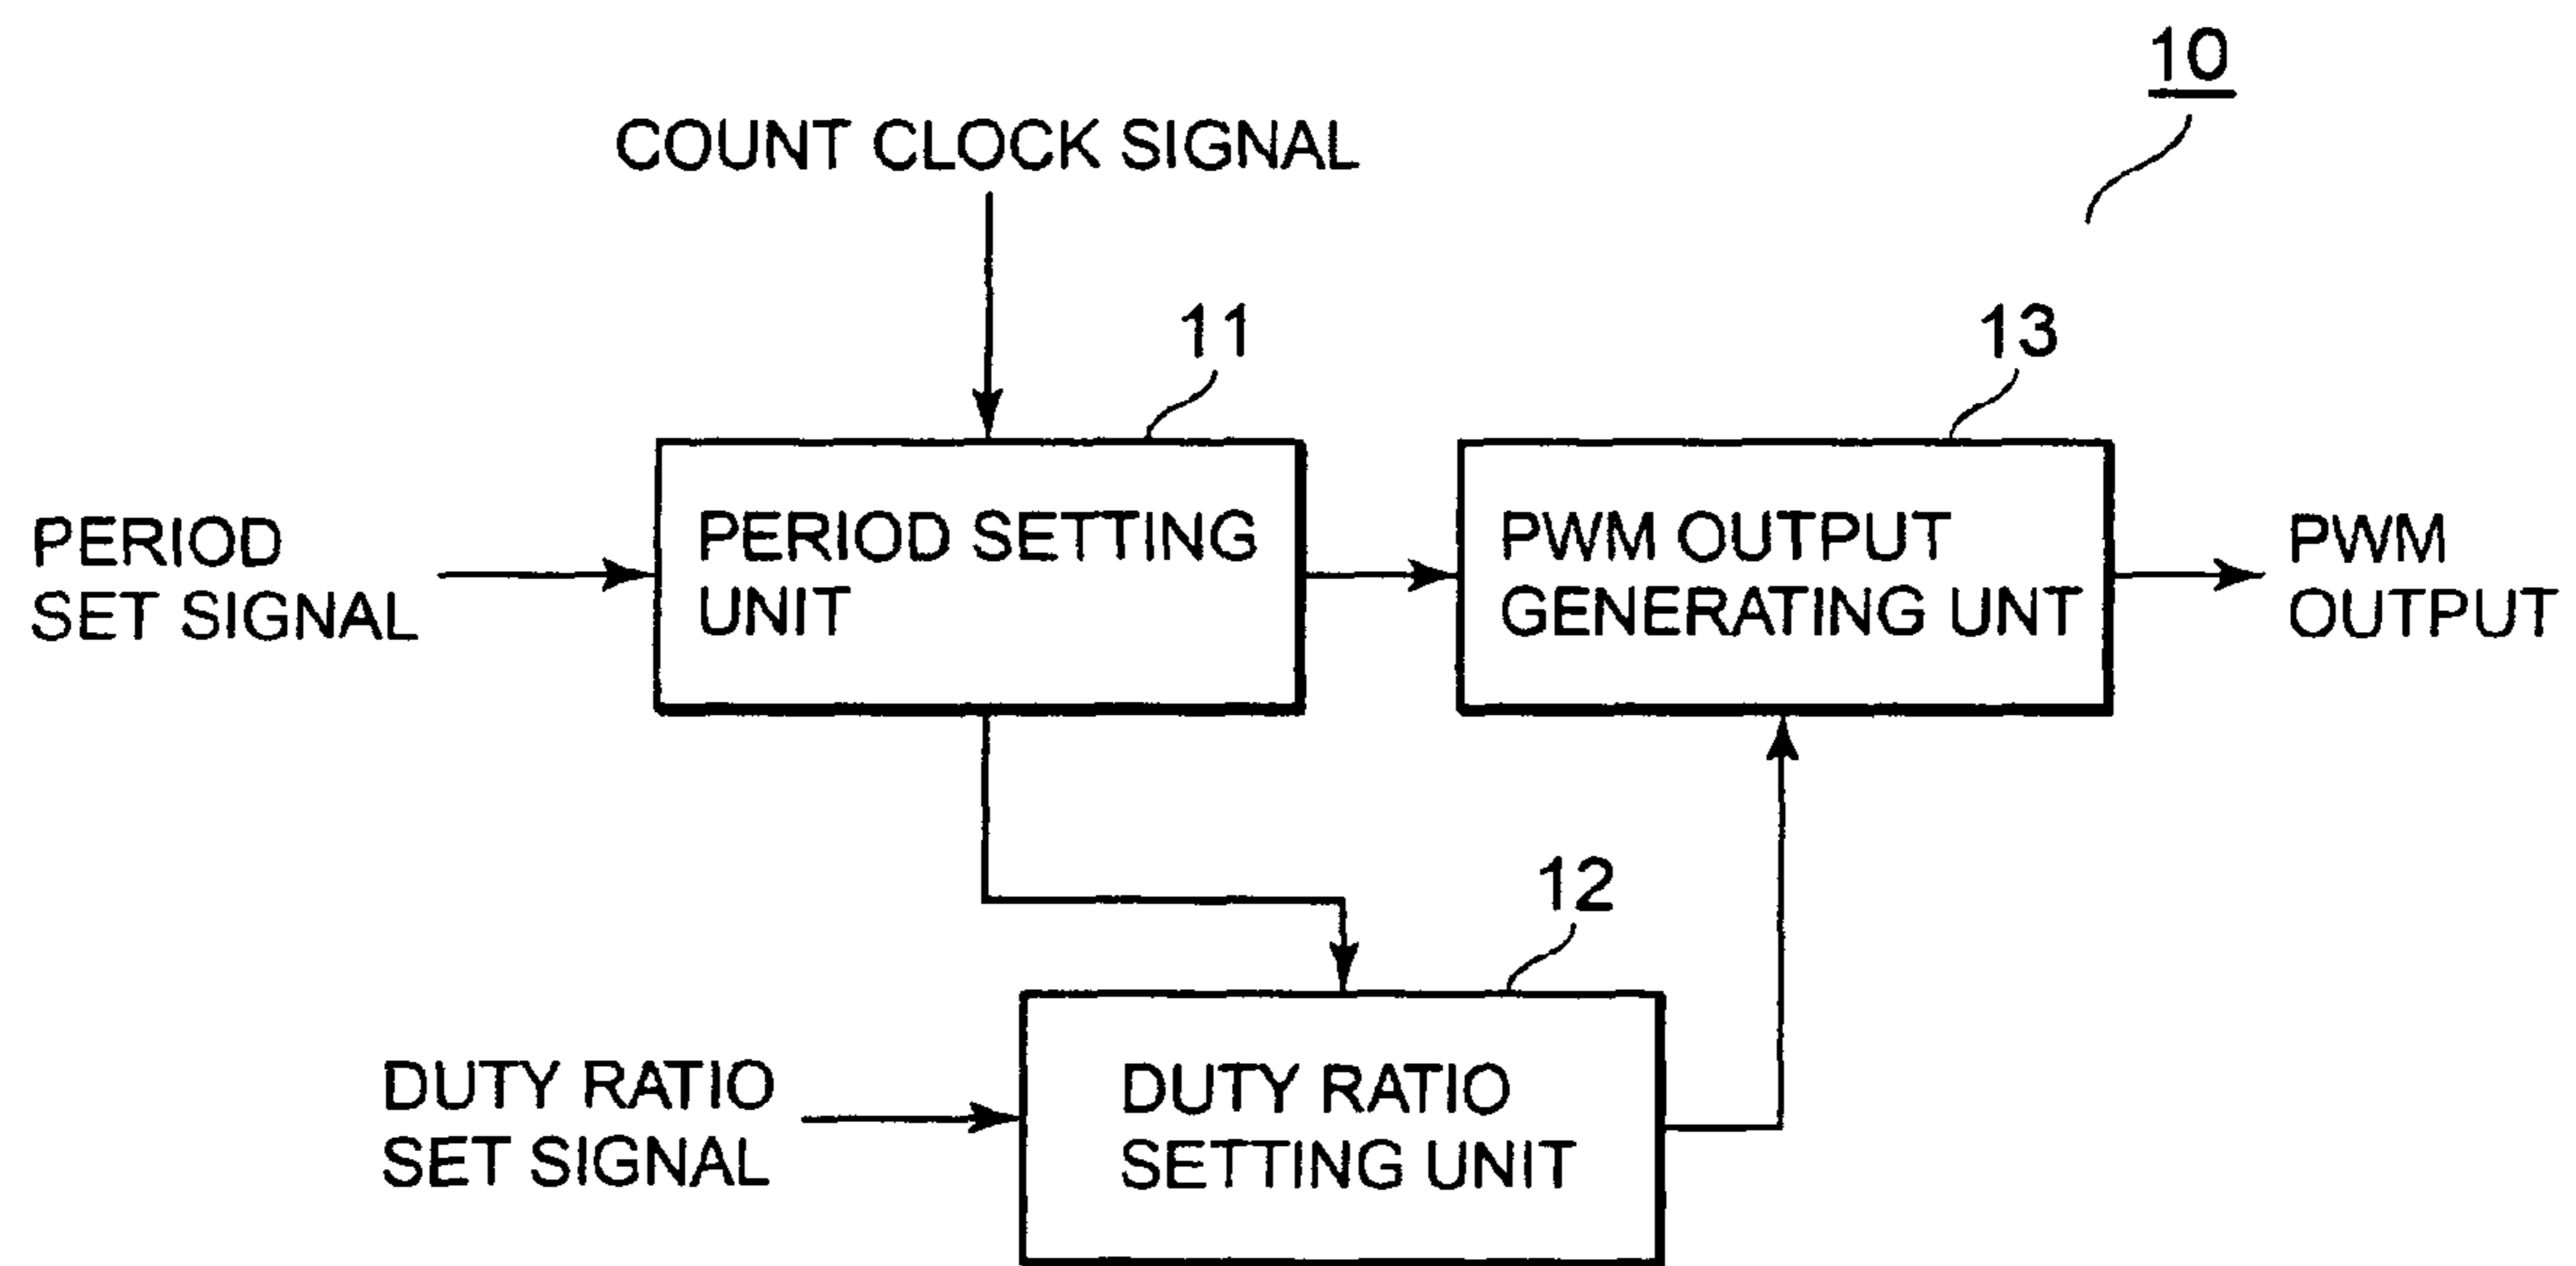 10
COUNT CLOCK SIGNAL
11
13
PERIOD
SET SIGNAL
PERIOD SETTING
UNIT
PWM OUTPUT
GENERATING UNT
PWM
OUTPUT
12
DUTY RATIO
SET SIGNAL
DUTY RATIO
SETTING UNIT